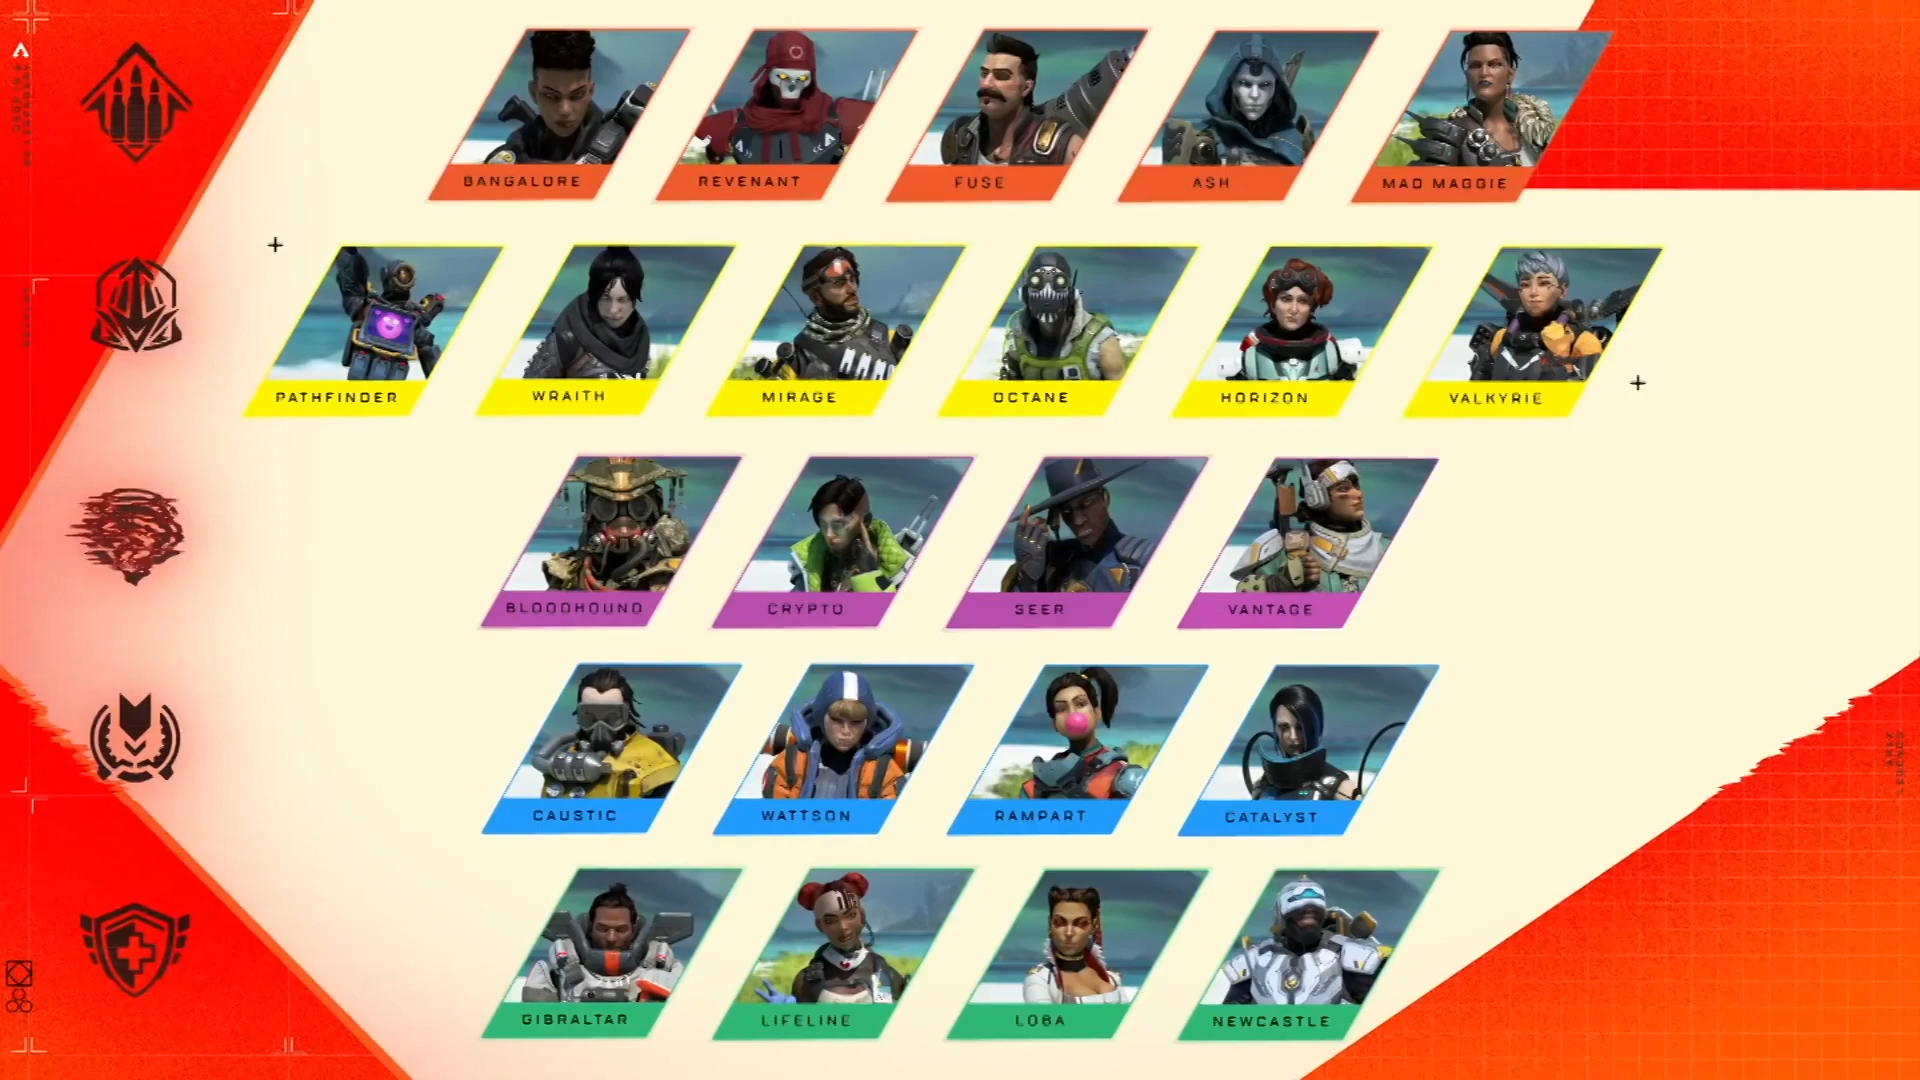 BANGALORE
REVENANT
FUSE
ASH
MAD MAGGIE
PATHFINDER
WRAITH
MIRAGE
OCTANE
HORIZON
VALKYRIE
BLOODHOUND
CRYPTO
SEER
VANTAGE
CAUSTIC
WATTSON
RAMPART
CATALYST
GIBRALTAR
LIFELINE
LOBA
NEWCASTLE